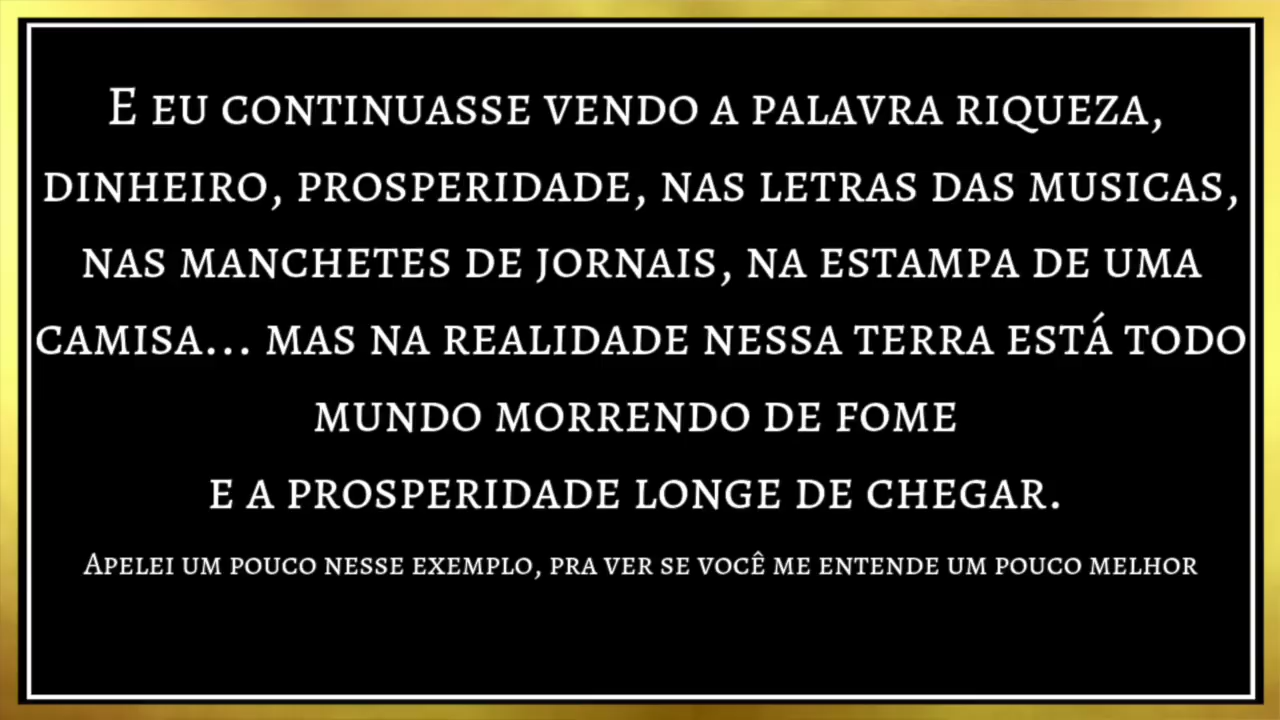 E EU CONTINUASSE VENDO A PALAVRA RIQUEZA,
DINHEIRO, PROSPERIDADE, NAS LETRAS DAS MUSICAS,
NAS MANCHETES DE JORNAIS, NA ESTAMPA DE UMA
CAMISA... MAS NA REALIDADE NESSA TERRA ESTÁ TODO
MUNDO MORRENDO DE FOME
E A PROSPERIDADE LONGE DE CHEGAR.
APELEI UM POUCO NESSE EXEMPLO, PRA VER SE VOCÊ ME ENTENDE UM POUCO MELHOR